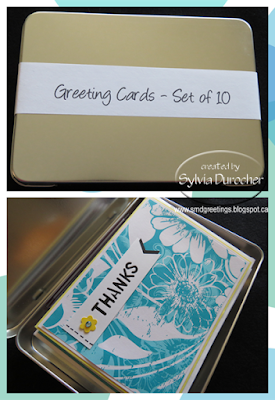 Greeting Cards - Set of 10
created by
Sylvia Durocher
www.smdgreetings.blogspot.ca
THANKS